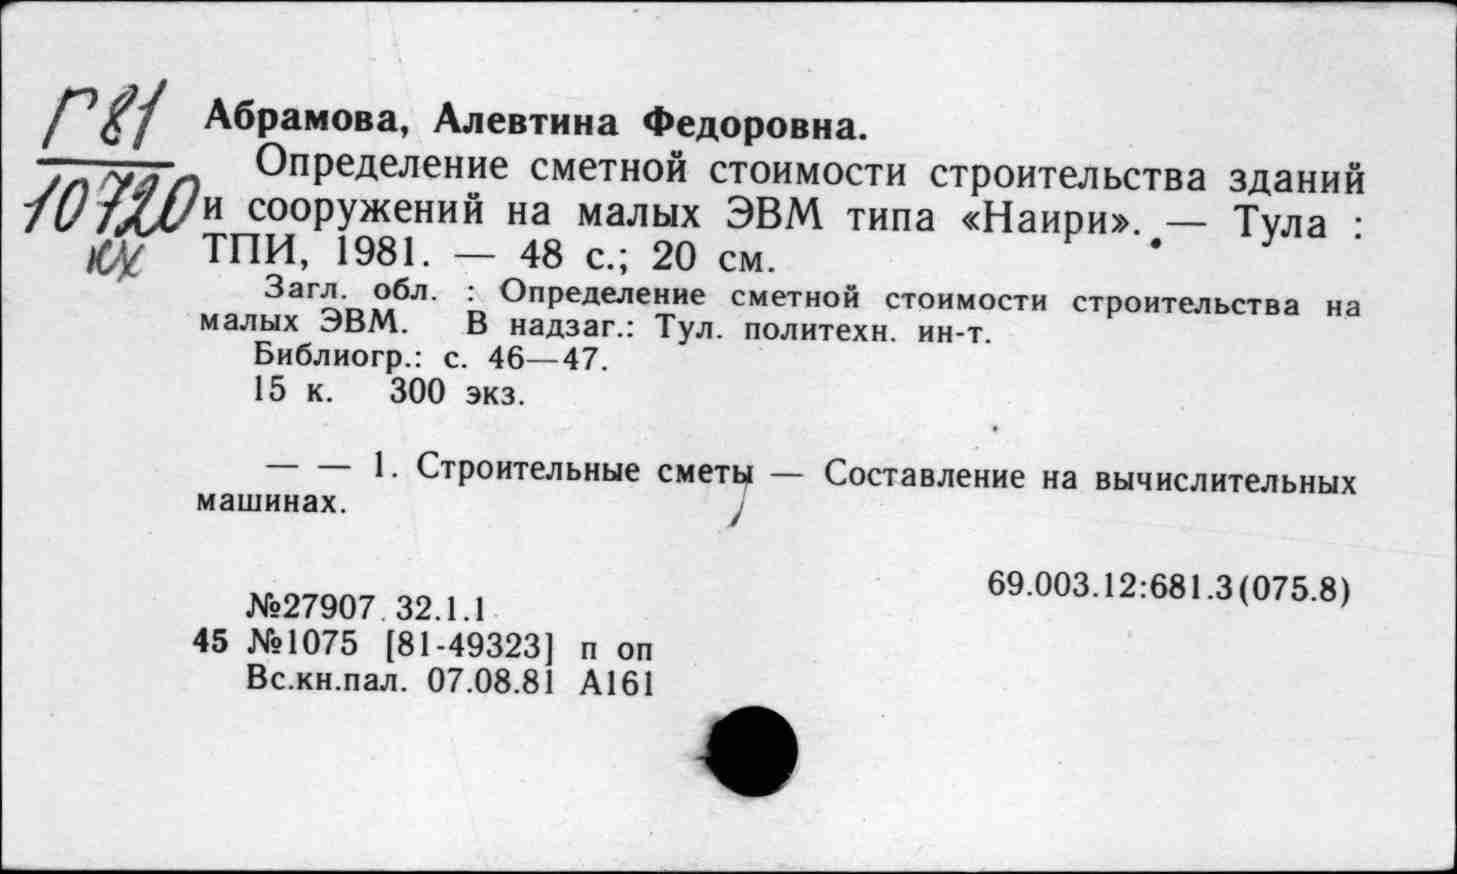 Г81
Абрамова, Алевтина Федоровна.
Определение сметной стоимости строительства зданий
и сооружений на малых ЭВМ типа «Наири». — Тула :
ТПИ, 1981. — 48 с.; 20 см.
Загл. обл. : Определение сметной стоимости строительства на
малых ЭВМ. В надзаг.: Тул. политехн. ин-т.
Библиогр.: с. 46—47.
15 к. 300 экз.
— — 1. Строительные сметы — Составление на вычислительных
машинах.
69.003.12:681.3(075.8)
№27907 32.1.1
45 №1075 [81-49323] п оп
Вс.кн.пал. 07.08.81 А161